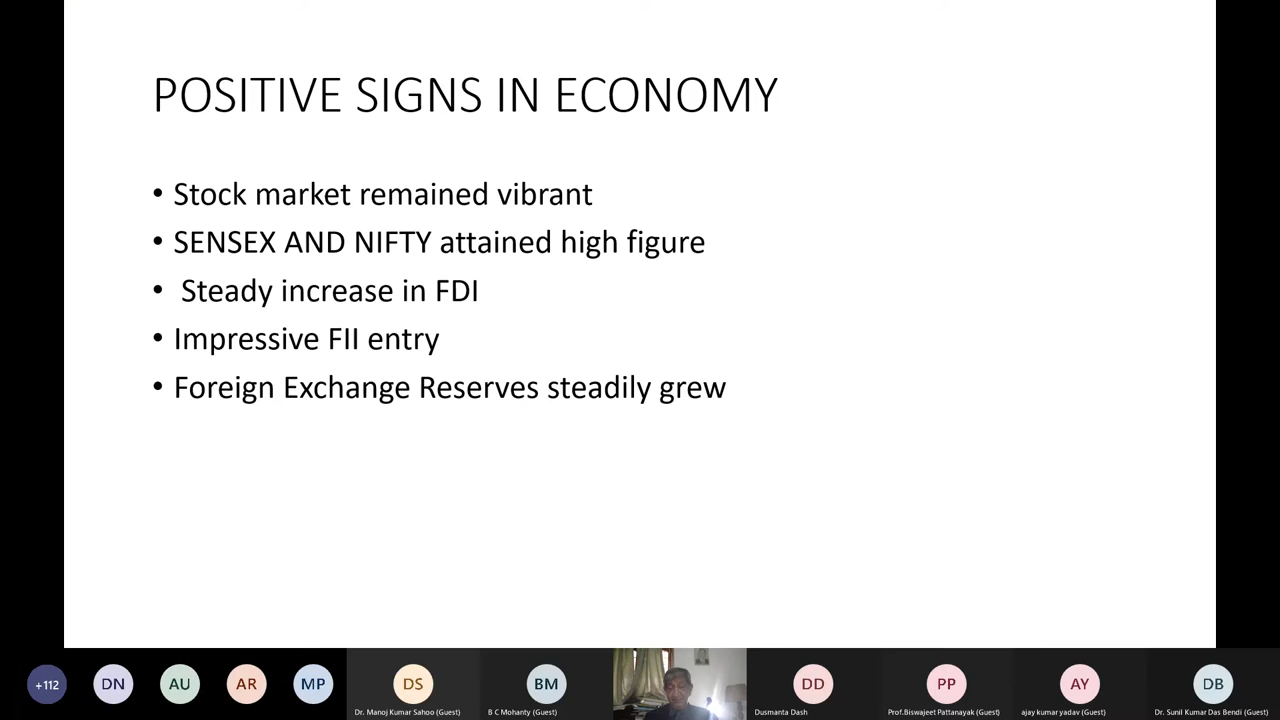 POSITIVE SIGNS IN ECONOMY
• Stock market remained vibrant
• SENSEX AND NIFTY attained high figure
• Steady increase in FDI
• Impressive FII entry
• Foreign Exchange Reserves steadily grew
+112
DN
AU
AR
MP
DS
BM
DD
PP
AY
DB
Dr. Manoj Kumar Sahoo (Guest)
B C Mohanty (Guest)
Dusmanta Dash
Prof.Biswajeet Pattanayak (Guest)
ajay kumar yadav (Guest)
Dr. Sunil Kumar Das Bendi (Guest)